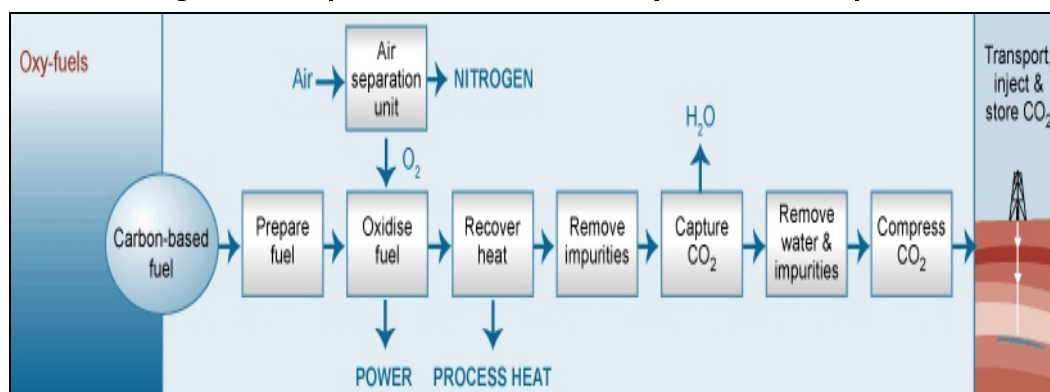 Oxy-fuels
Air
Air
separation
unit
NITROGEN
O₂
H₂O
Transport,
inject &
store CO₂
Carbon-based
fuel
Prepare
fuel
Oxidise
fuel
Recover
heat
Remove
impurities
Capture
CO₂
Remove
water &
impurities
Compress
CO₂
POWER
PROCESS HEAT